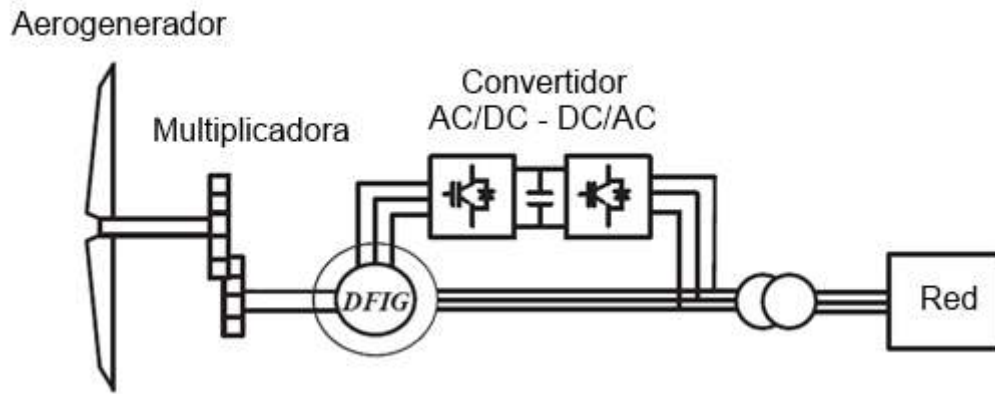 Aerogenerador
Convertidor
AC/DC - DC/AC
Multiplicadora
DFIG
Red